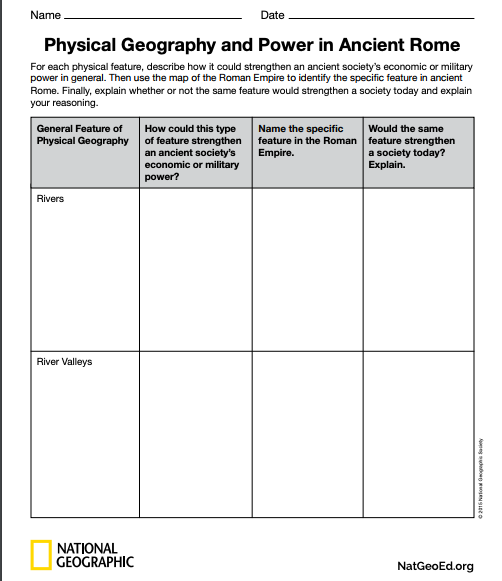 Name Date
Physical Geography and Power in Ancient Rome
For each physical feature, describe how it could strengthen an ancient society's economic or military
power in general. Then use the map of the Roman Empire to identify the specific feature in ancient
Rome. Finally, explain whether or not the same feature would strengthen a society today and explain
your reasoning.
General Feature of
Physical Geography
How could this type
of feature strengthen
an ancient society's
economic or military
power?
Name the specific
feature in the Roman
Empire.
Would the same
feature strengthen
a society today?
Explain.
Rivers
River Valleys
© 2015 National Geographic Society
NATIONAL
GEOGRAPHIC
NatGeoEd.org